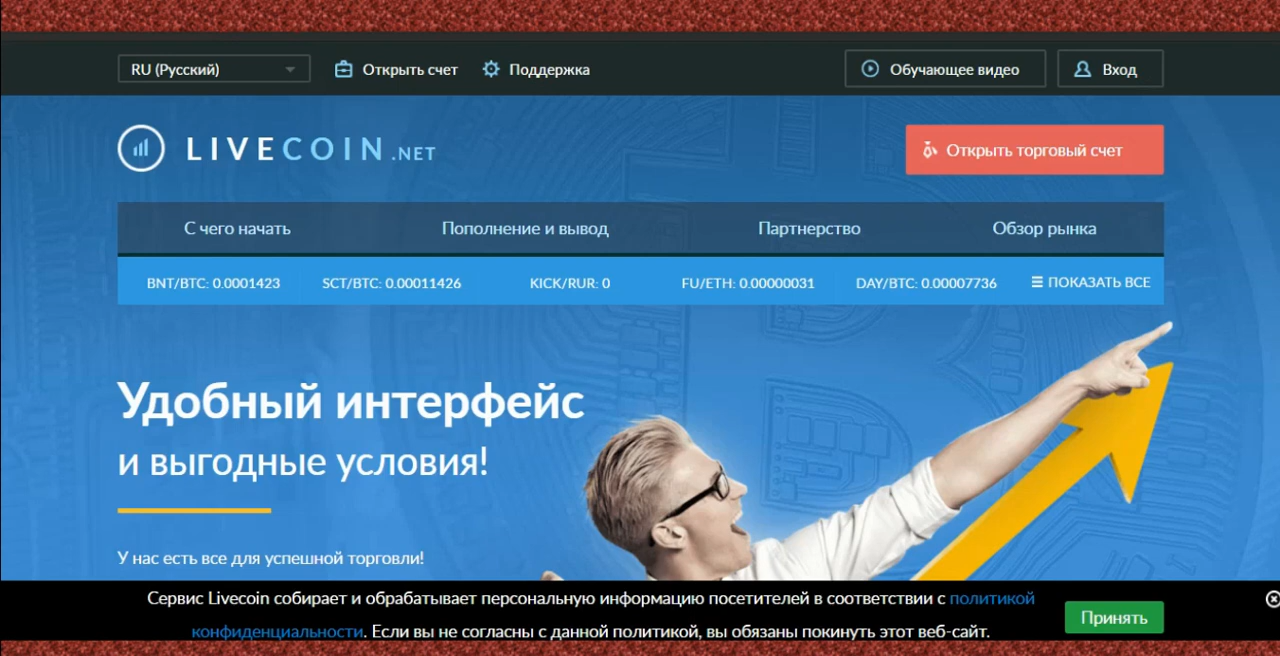 RU (Русский) Открыть счет Поддержка Обучающее видео Вход
LIVECOIN.NET Открыть торговый счет
С чего начать Пополнение и вывод Партнерство Обзор рынка
BNT/BTC: 0.0001423 SCT/BTC: 0.00011426 KICK/RUR: 0 FU/ETH: 0.00000031 DAY/BTC: 0.00007736 ПОКАЗАТЬ ВСЕ
Удобный интерфейс
и выгодные условия!
У нас есть все для успешной торговли!
Сервис Livecoin собирает и обрабатывает персональную информацию посетителей в соответствии с политикой
конфиденциальности. Если вы не согласны с данной политикой, вы обязаны покинуть этот веб-сайт.
Принять